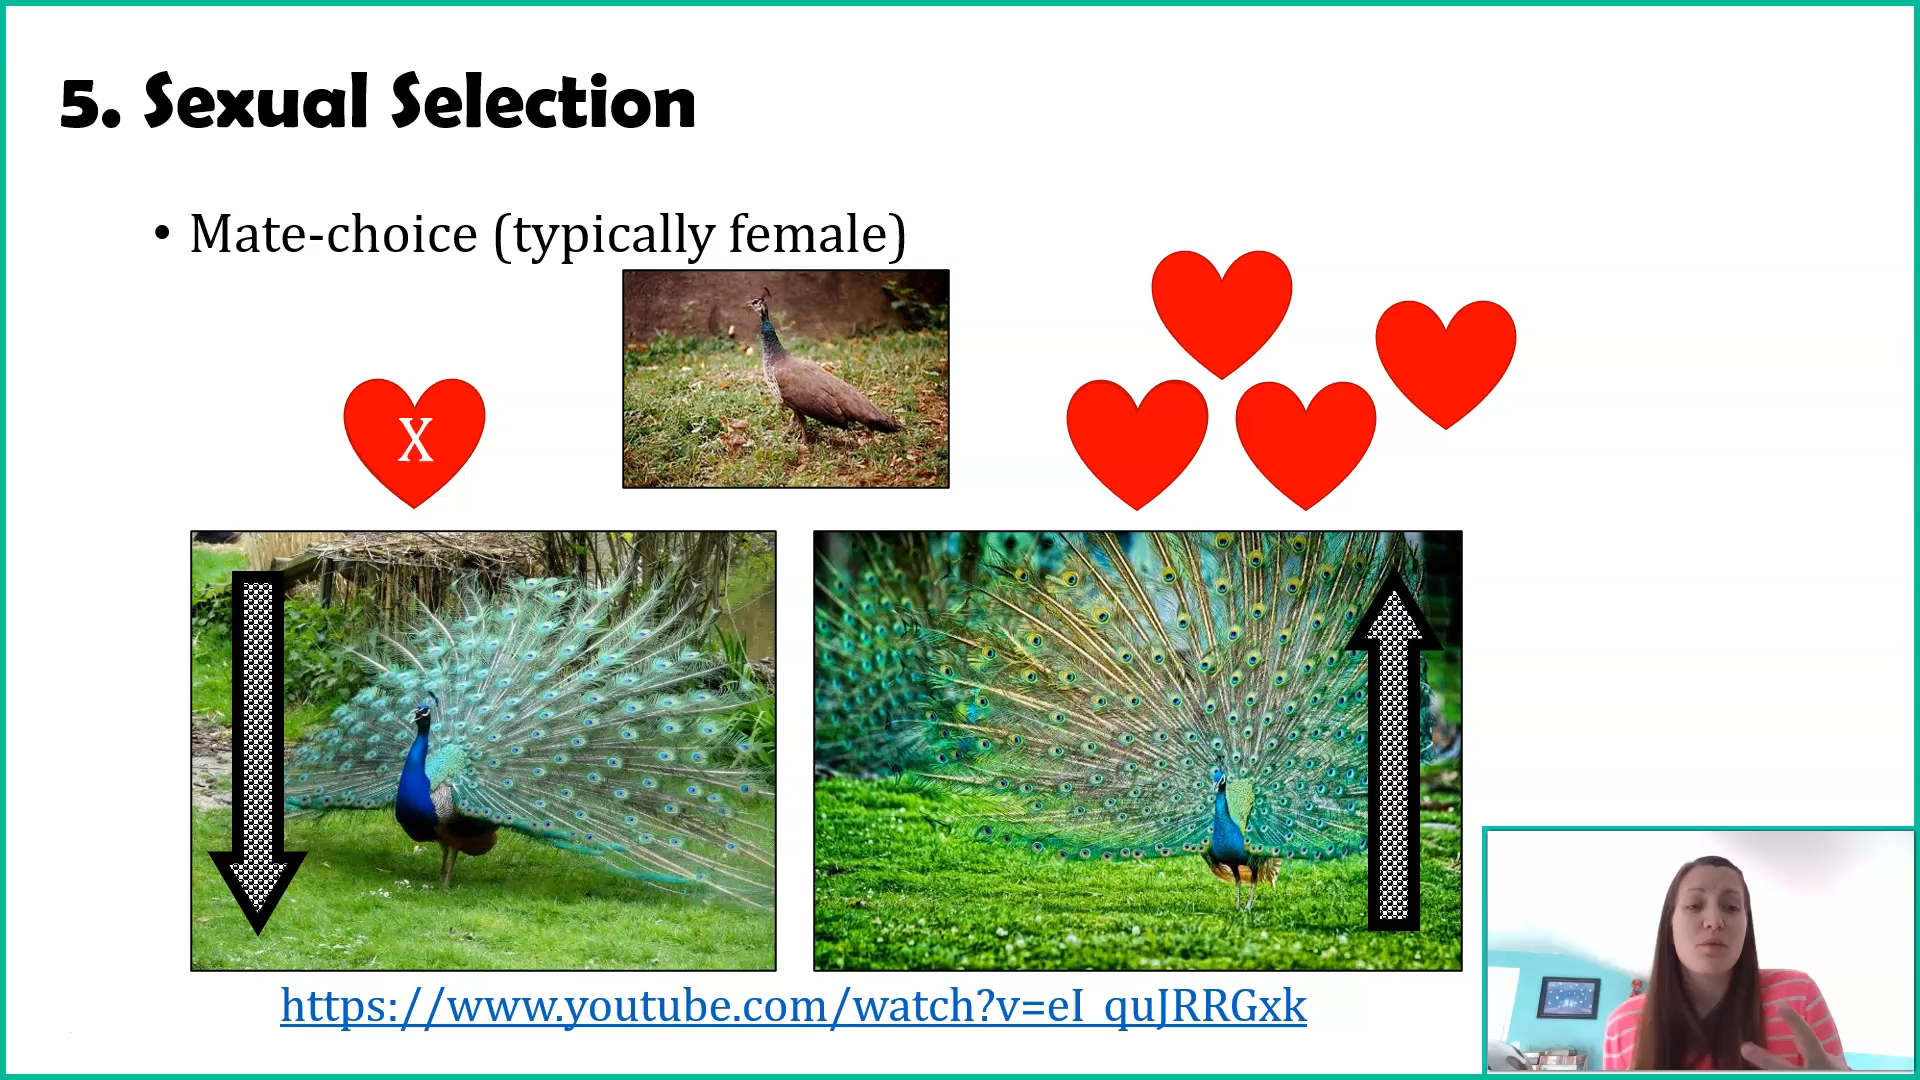 5. Sexual Selection
• Mate-choice (typically female)
X
https://www.youtube.com/watch?v=eI_quJRRGxk